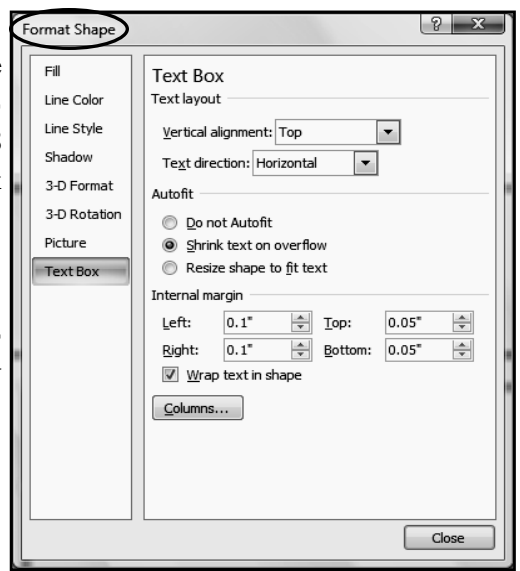 Format Shape
Fill
Line Color
Line Style
Shadow
3-D Format
3-D Rotation
Picture
Text Box
Text Box
Text layout
Vertical alignment: Top
Text direction: Horizontal
Autofit
Do not Autofit
Shrink text on overflow
Resize shape to fit text
Internal margin
Left: 0.1" Top: 0.05"
Right: 0.1" Bottom: 0.05"
Wrap text in shape
Columns...
Close